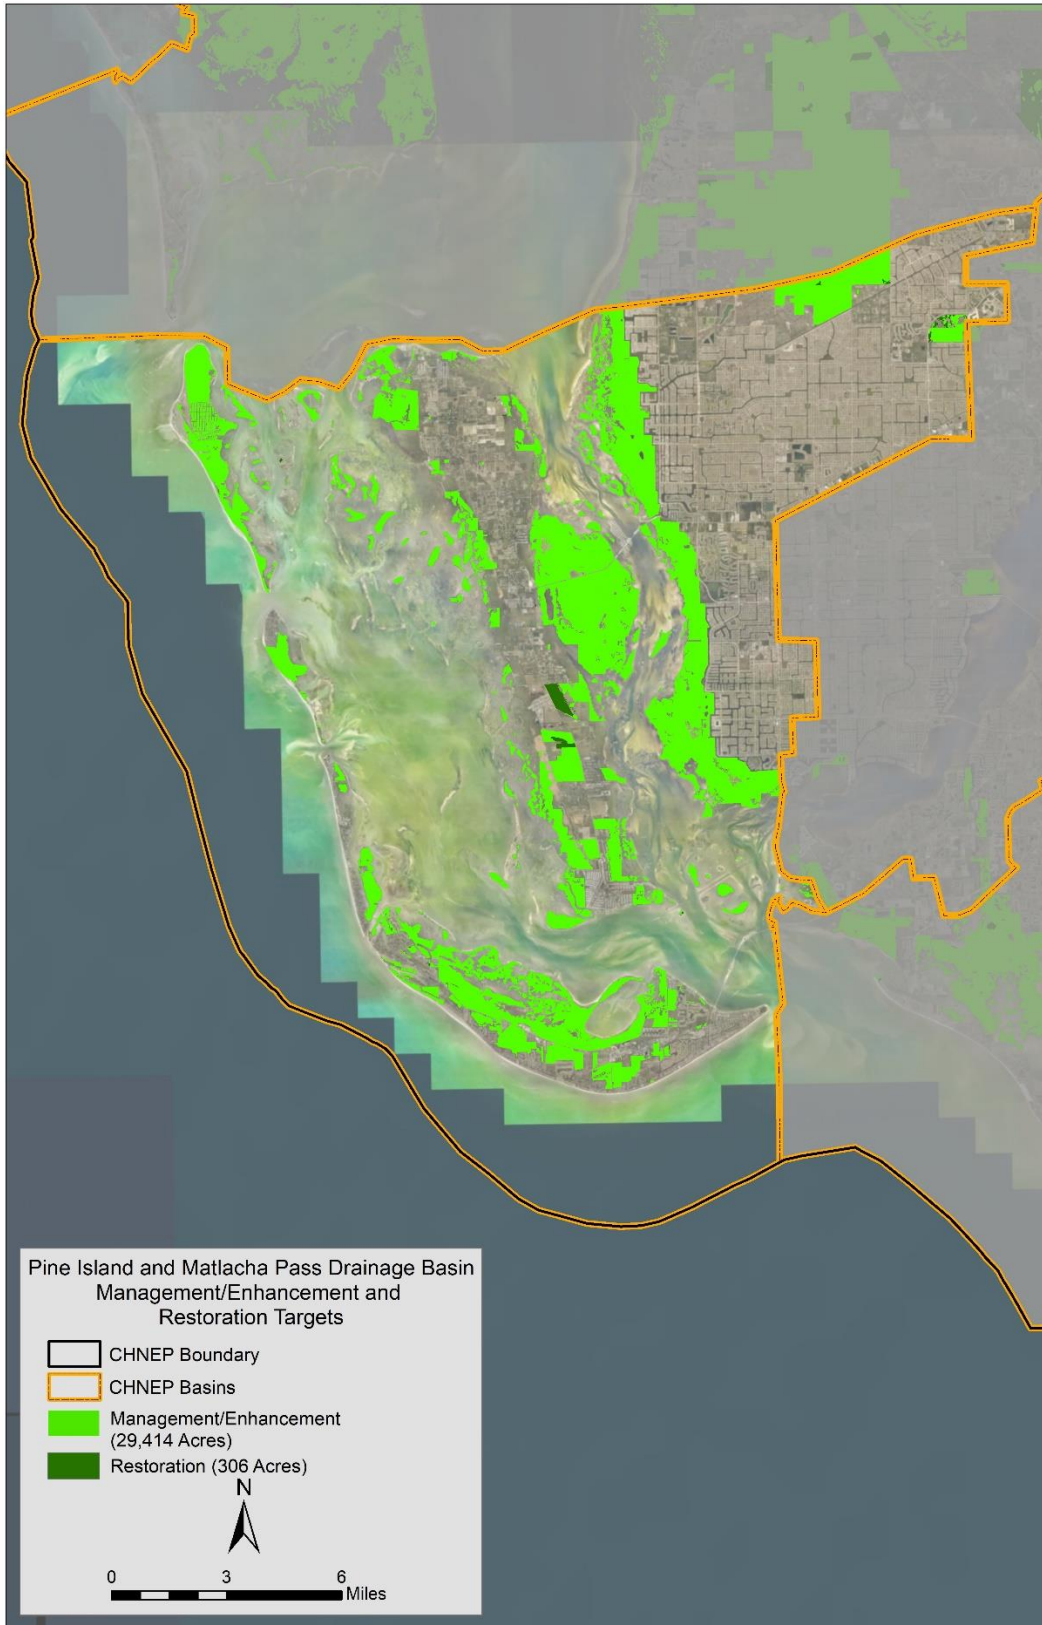 Pine Island and Matlacha Pass Drainage Basin
Management/Enhancement and
Restoration Targets
CHNEP Boundary
CHNEP Basins
Management/Enhancement
(29,414 Acres)
Restoration (306 Acres)
N
0 3 6
Miles